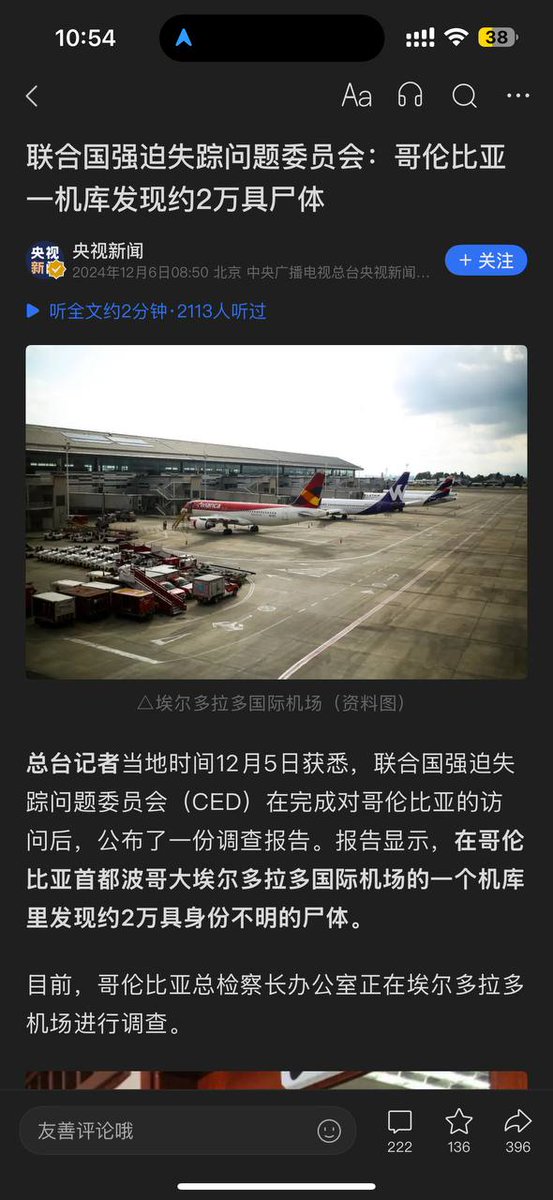 10:54
38
Aa
联合国强迫失踪问题委员会：哥伦比亚
一机库发现约2万具尸体
央视
新闻
央视新闻
+ 关注
2024年12月6日08:50 北京 中央广播电视总台央视新闻...
听全文约2分钟·2113人听过
avianca
△埃尔多拉多国际机场（资料图）
总台记者当地时间12月5日获悉，联合国强迫失
踪问题委员会（CED）在完成对哥伦比亚的访
问后，公布了一份调查报告。报告显示，在哥伦
比亚首都波哥大埃尔多拉多国际机场的一个机库
里发现约2万具身份不明的尸体。
目前，哥伦比亚总检察长办公室正在埃尔多拉多
机场进行调查。
友善评论哦
222
136
396